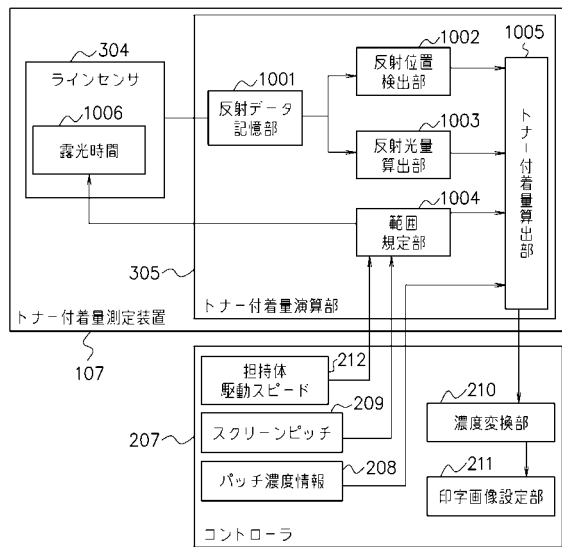 304
ラインセンサ
1006
露光時間
1001
反射データ
記憶部
1002
反射位置
検出部
1003
反射光量
算出部
1004
範囲
規定部
1005
トナー付着量算出部
305
トナー付着量演算部
トナー付着量測定装置
107
207
212
担持体
駆動スピード
209
スクリーンピッチ
208
パッチ濃度情報
210
濃度変換部
211
印字画像設定部
コントローラ